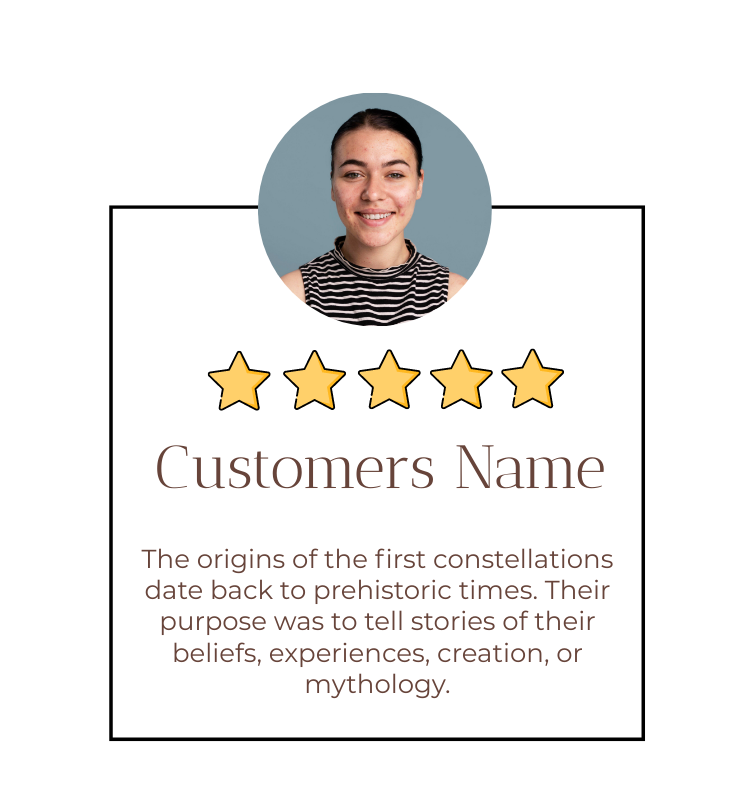 Customers Name
The origins of the first constellations
date back to prehistoric times. Their
purpose was to tell stories of their
beliefs, experiences, creation, or
mythology.